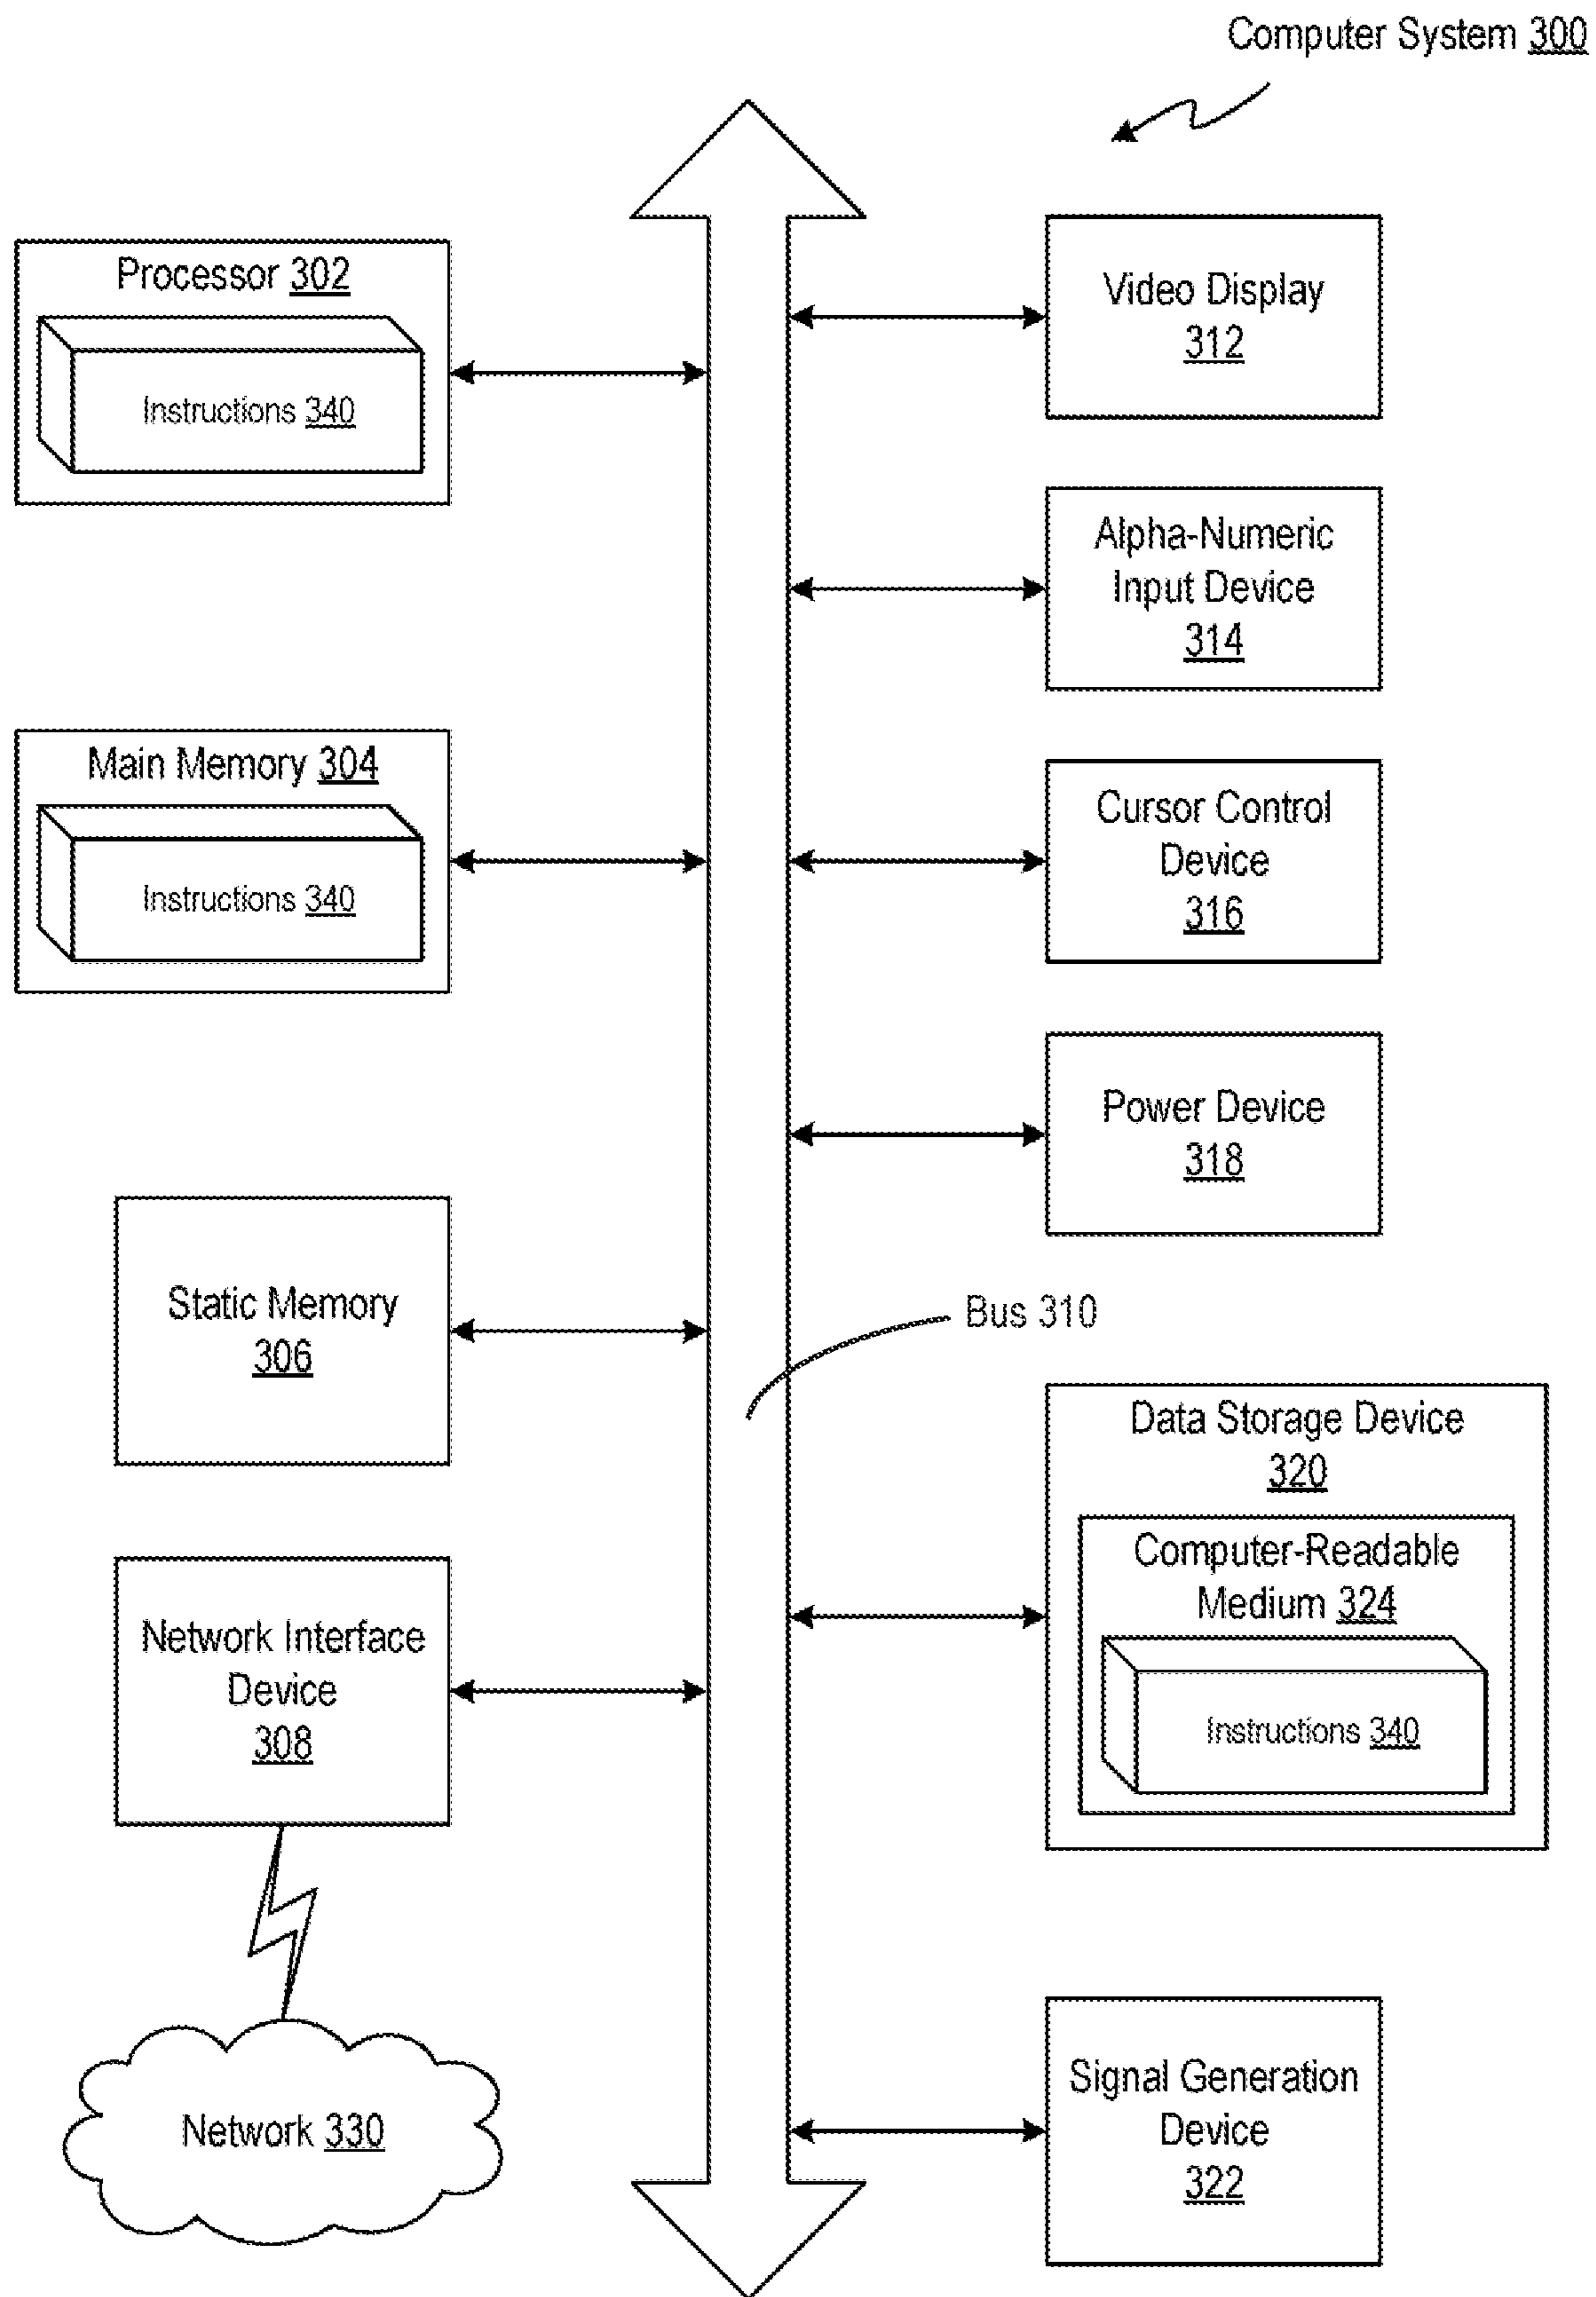 Computer System 300
Processor 302
Instructions 340
Main Memory 304
Instructions 340
Static Memory
306
Network Interface
Device
308
Network 330
Bus 310
Video Display
312
Alpha-Numeric
Input Device
314
Cursor Control
Device
316
Power Device
318
Data Storage Device
320
Computer-Readable
Medium 324
Instructions 340
Signal Generation
Device
322